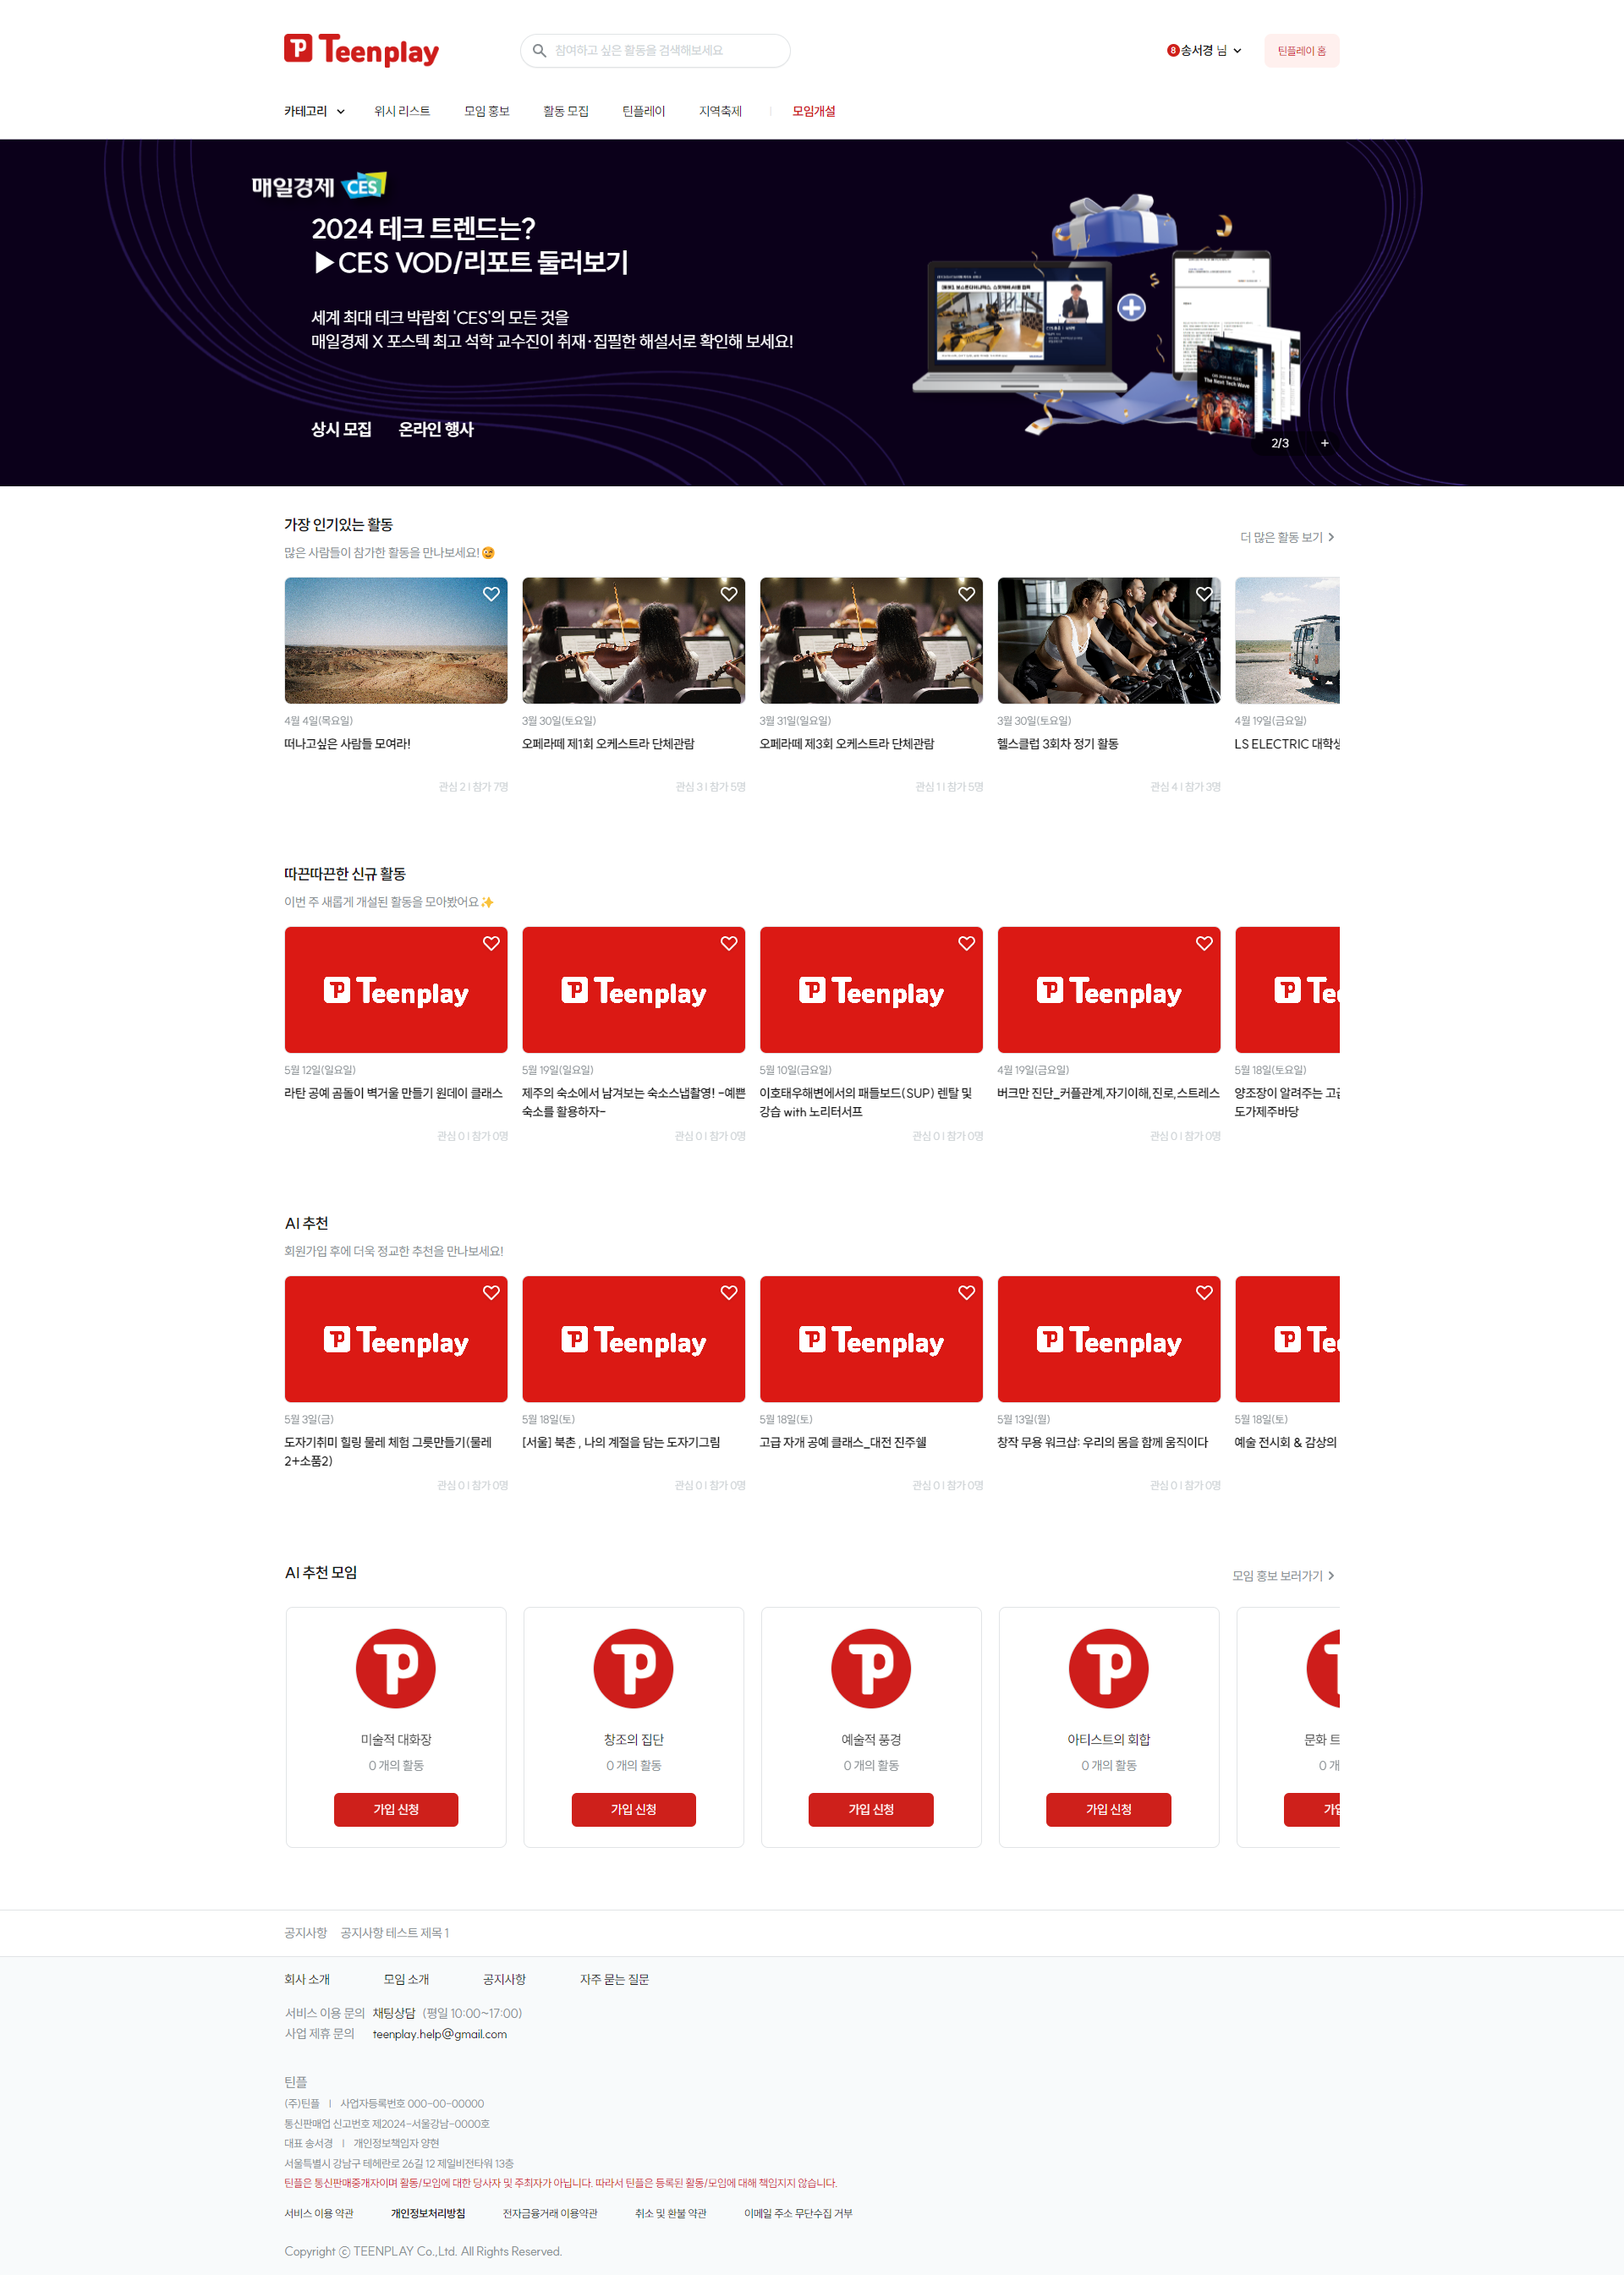 Teenplay
참여하고 싶은 활동을 검색해보세요
8 송서경 님
틴플레이 홈
카테고리 위시 리스트 모임 홍보 활동 모집 틴플레이 지역축제 | 모임개설
매일경제 CES
2024 테크 트렌드는?
▶CES VOD/리포트 둘러보기
세계 최대 테크 박람회 'CES'의 모든 것을
매일경제 X 포스텍 최고 석학 교수진이 취재·집필한 해설서로 확인해 보세요!
상시 모집 온라인 행사
The Next Tech Wave
2/3 +
가장 인기있는 활동
많은 사람들이 참가한 활동을 만나보세요!😉
더 많은 활동 보기 >
4월 4일(목요일) 3월 30일(토요일) 3월 31일(일요일) 3월 30일(토요일) 4월 19일(금요일)
떠나고싶은 사람들 모여라! 오페라떼 제1회 오케스트라 단체관람 오페라떼 제3회 오케스트라 단체관람 헬스클럽 3회차 정기 활동 LS ELECTRIC 대학생
관심 2 | 참가 7명 관심 3 | 참가 5명 관심 1 | 참가 5명 관심 4 | 참가 3명
따끈따끈한 신규 활동
이번 주 새롭게 개설된 활동을 모아봤어요✨
Teenplay Teenplay Teenplay Teenplay Tee
5월 12일(일요일) 5월 19일(일요일) 5월 10일(금요일) 4월 19일(금요일) 5월 18일(토요일)
라탄 공예 곰돌이 벽거울 만들기 원데이 클래스 제주의 숙소에서 남겨보는 숙소스냅촬영! -예쁜 이호태우해변에서의 패들보드(SUP) 렌탈 및 버크만 진단_커플관계,자기이해,진로,스트레스 양조장이 알려주는 고급
숙소를 활용하자- 강습 with 노리터서프 도가제주바당
관심 0 | 참가 0명 관심 0 | 참가 0명 관심 0 | 참가 0명 관심 0 | 참가 0명
AI 추천
회원가입 후에 더욱 정교한 추천을 만나보세요!
Teenplay Teenplay Teenplay Teenplay Tee
5월 3일(금) 5월 18일(토) 5월 18일(토) 5월 13일(월) 5월 18일(토)
도자기취미 힐링 물레 체험 그릇만들기(물레 [서울] 북촌 , 나의 계절을 담는 도자기그림 고급 자개 공예 클래스_대전 진주쉘 창작 무용 워크샵: 우리의 몸을 함께 움직이다 예술 전시회 & 감상의
2+소품2)
관심 0 | 참가 0명 관심 0 | 참가 0명 관심 0 | 참가 0명 관심 0 | 참가 0명
AI 추천 모임
모임 홍보 보러가기 >
미술적 대화장 창조의 집단 예술적 풍경 아티스트의 회합 문화 트
0 개의 활동 0 개의 활동 0 개의 활동 0 개의 활동 0 개
가입 신청 가입 신청 가입 신청 가입 신청 가입
공지사항 공지사항 테스트 제목 1
회사 소개 모임 소개 공지사항 자주 묻는 질문
서비스 이용 문의 채팅상담 (평일 10:00~17:00)
사업 제휴 문의 teenplay.help@gmail.com
틴플
(주)틴플 | 사업자등록번호 000-00-00000
통신판매업 신고번호 제2024-서울강남-0000호
대표 송서경 | 개인정보책임자 양현
서울특별시 강남구 테헤란로 26길 12 제일비전타워 13층
틴플은 통신판매중개자이며 활동/모임에 대한 당사자 및 주최자가 아닙니다. 따라서 틴플은 등록된 활동/모임에 대해 책임지지 않습니다.
서비스 이용 약관 개인정보처리방침 전자금융거래 이용약관 취소 및 환불 약관 이메일 주소 무단수집 거부
Copyright ⓒ TEENPLAY Co.,Ltd. All Rights Reserved.